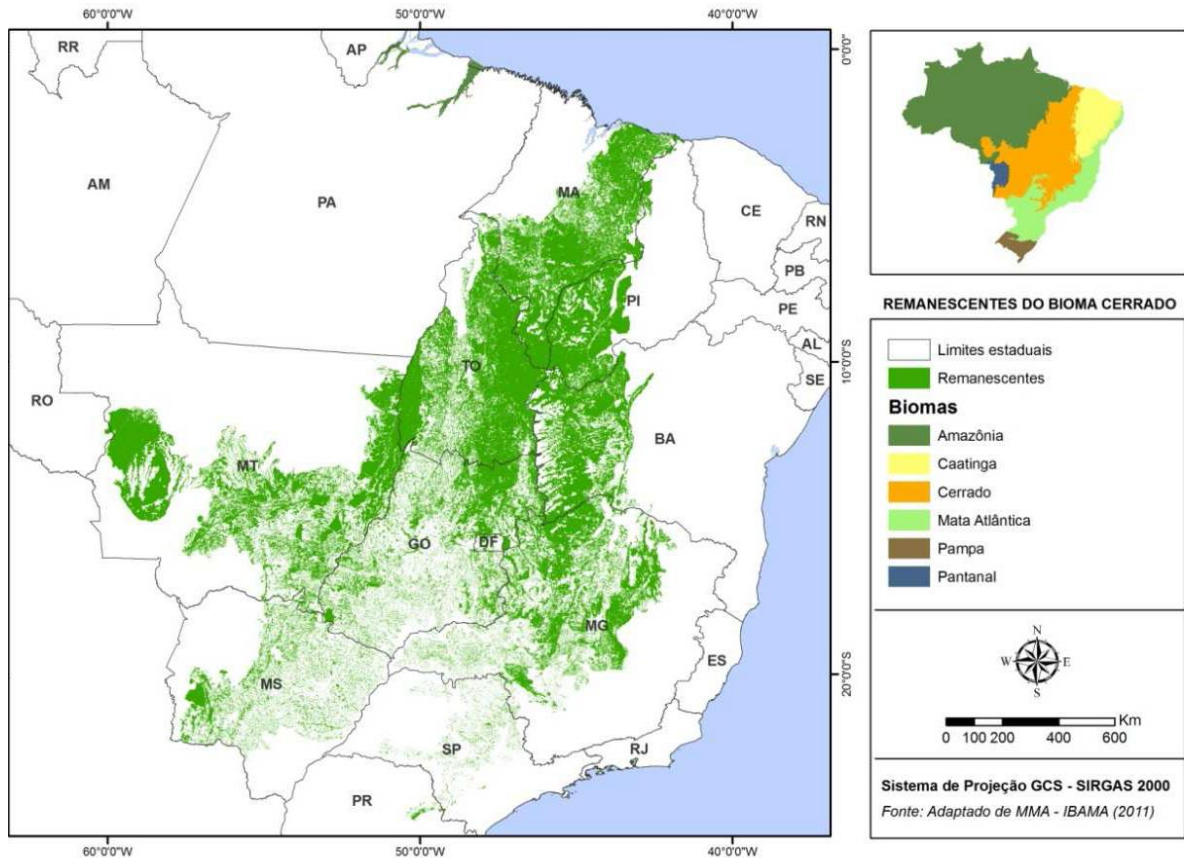 60°0'0"W 50°0'0"W 40°0'0"W
RR
AP
0°0'0"
AM
PA
MA
CE
RN
PB
PI
PE
AL
SE
TO
10°0'0"S
RO
BA
MT
GO
DF
MG
ES
MS
20°0'0"S
SP
RJ
PR
60°0'0"W 50°0'0"W 40°0'0"W
REMANESCENTES DO BIOMA CERRADO
Limites estaduais
Remanescentes
Biomas
Amazônia
Caatinga
Cerrado
Mata Atlântica
Pampa
Pantanal
N
W E
S
Km
0 100 200 400 600
Sistema de Projeção GCS - SIRGAS 2000
Fonte: Adaptado de MMA - IBAMA (2011)